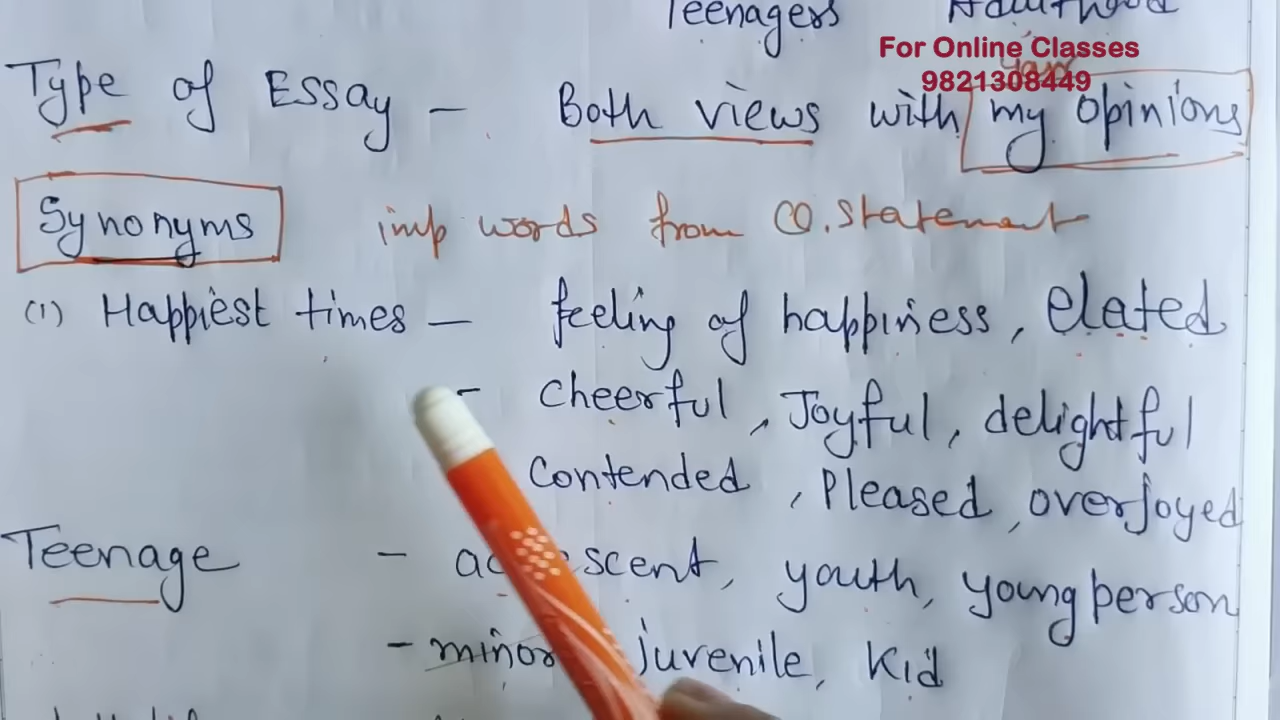 Teenagers Adulthood
For Online Classes
9821308449
Type of Essay - Both views with my opinions
Synonyms imp words from Q. Statement
(1) Happiest times - feeling of happiness, elated
- cheerful, Joyful, delightful
contended, Pleased, overjoyed
Teenage - youth, young person
- minor juvenile, Kid